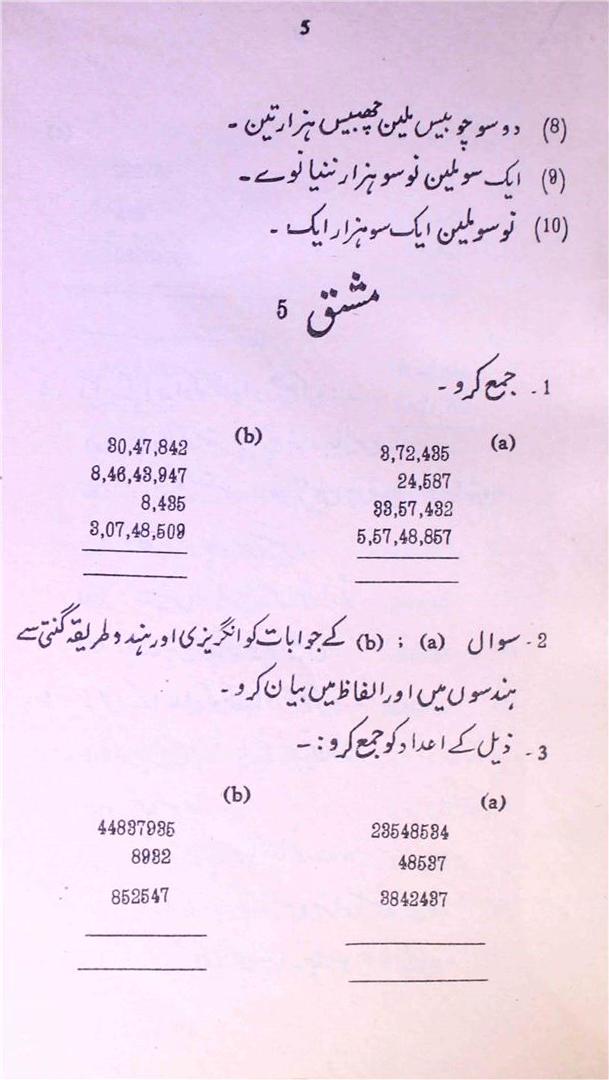 5
(8) دو سو چوبیس ملین چھبیس ہزار تین ۔
(9) ایک سو ملین نو سو ہزار ننیانوے ۔
(10) نو سو ملین ایک سو ہزار ایک ۔
مشق 5
1۔ جمع کرو ۔
(a) (b)
3,72,435 30,47,842
24,587 8,46,43,947
33,57,432 8,435
5,57,48,857 3,07,48,509
2۔ سوال (a) ; (b) کے جوابات کو انگریزی اور ہندو طریقہ گنتی سے
ہندسوں میں اور الفاظ میں بیان کرو ۔
3۔ ذیل کے اعداد کو جمع کرو :۔
(a) (b)
23548534 44837935
48537 8932
3842437 852547